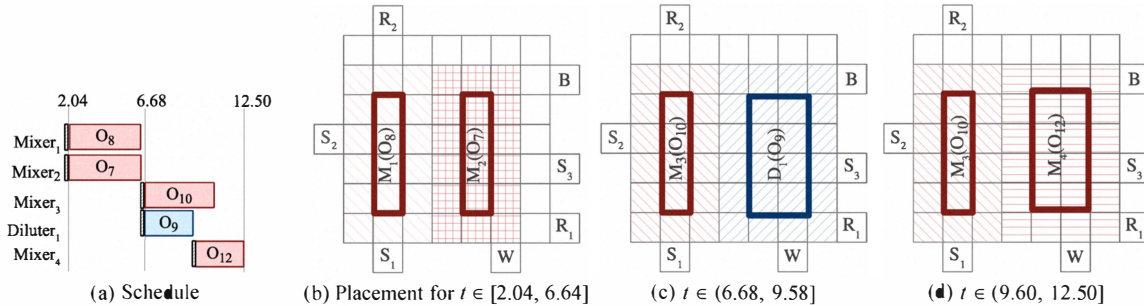 2.04 6.68 12.50
Mixer1 O8
Mixer2 O7
Mixer3 O10
Diluter1 O9
Mixer4 O12
(a) Schedule
R2
B
S2
M1(O8)
M2(O7)
S3
R1
S1
W
(b) Placement for t ∈ [2.04, 6.64]
R2
B
S2
M3(O10)
D1(O9)
S3
R1
S1
W
(c) t ∈ (6.68, 9.58]
R2
B
S2
M3(O10)
M4(O12)
S3
R1
S1
W
(d) t ∈ (9.60, 12.50]